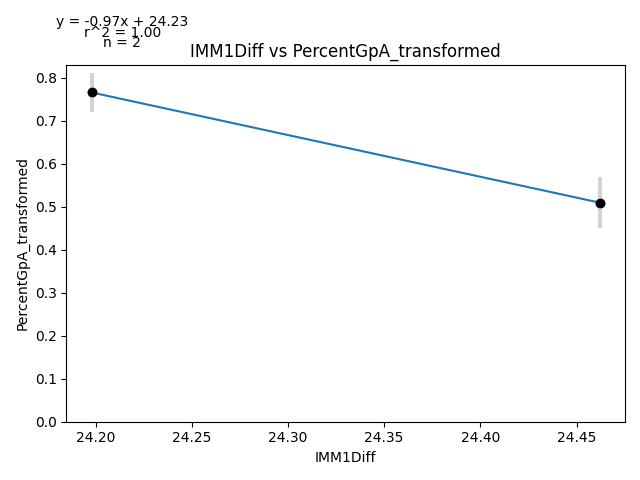 y = -0.97x + 24.23
r^2 = 1.00
n = 2
IMM1Diff vs PercentGpA_transformed
PercentGpA_transformed
0.8
0.7
0.6
0.5
0.4
0.3
0.2
0.1
0.0
24.20
24.25
24.30
24.35
24.40
24.45
IMM1Diff